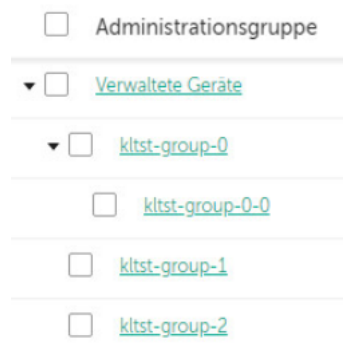 Administrationsgruppe
Verwaltete Geräte
kltst-group-0
kltst-group-0-0
kltst-group-1
kltst-group-2